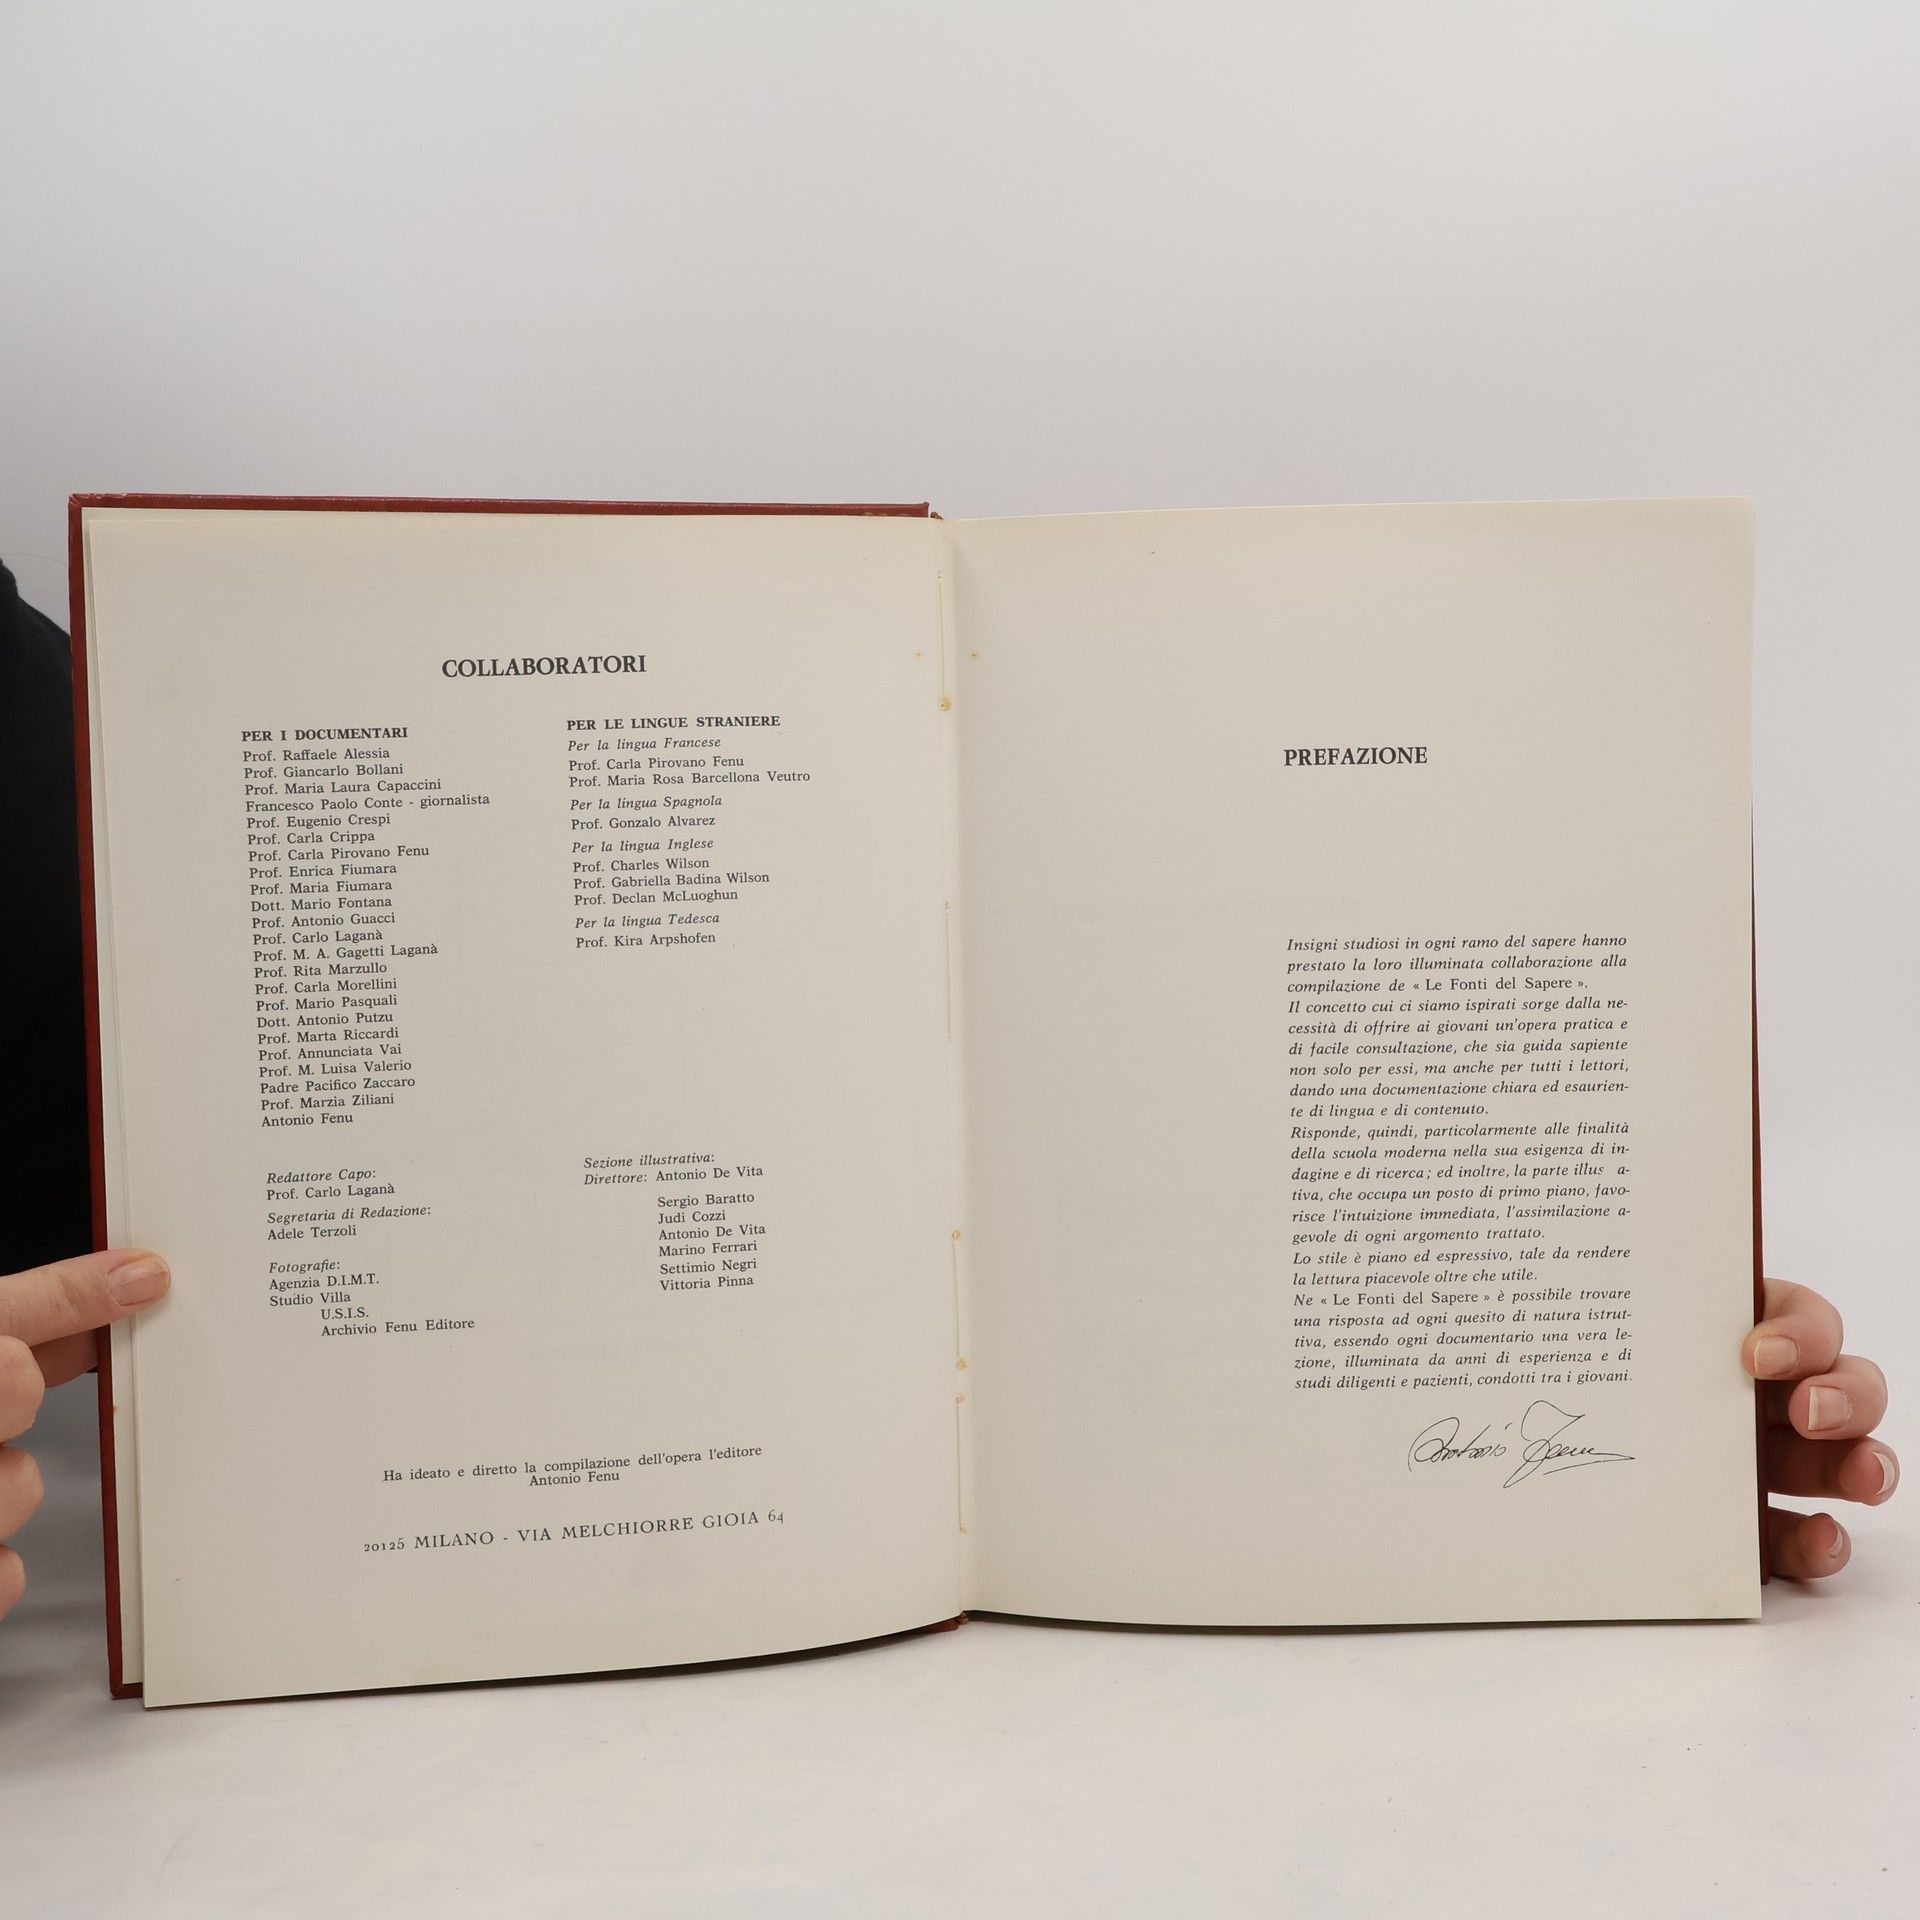 COLLABORATORI
PER I DOCUMENTARI
Prof. Raffaele Alessia
Prof. Giancarlo Bollani
Prof. Maria Laura Capaccini
Francesco Paolo Conte - giornalista
Prof. Eugenio Crespi
Prof. Carla Crippa
Prof. Carla Pirovano Fenu
Prof. Enrica Fiumara
Prof. Maria Fiumara
Dott. Mario Fontana
Prof. Antonio Guacci
Prof. Carlo Laganà
Prof. M. A. Gagetti Laganà
Prof. Rita Marzullo
Prof. Carla Morellini
Prof. Mario Pasquali
Dott. Antonio Putzu
Prof. Marta Riccardi
Prof. Annunciata Vai
Prof. M. Luisa Valerio
Padre Pacifico Zaccaro
Prof. Marzia Ziliani
Antonio Fenu
PER LE LINGUE STRANIERE
Per la lingua Francese
Prof. Carla Pirovano Fenu
Prof. Maria Rosa Barcellona Veutro
Per la lingua Spagnola
Prof. Gonzalo Alvarez
Per la lingua Inglese
Prof. Charles Wilson
Prof. Gabriella Badina Wilson
Prof. Declan McLuoghun
Per la lingua Tedesca
Prof. Kira Arpshofen
Redattore Capo:
Prof. Carlo Laganà
Segretaria di Redazione:
Adele Terzoli
Fotografie:
Agenzia D.I.M.T.
Studio Villa
U.S.I.S.
Archivio Fenu Editore
Sezione illustrativa:
Direttore: Antonio De Vita
Sergio Baratto
Judi Cozzi
Antonio De Vita
Marino Ferrari
Settimio Negri
Vittoria Pinna
Ha ideato e diretto la compilazione dell'opera l'editore
Antonio Fenu
20125 MILANO - VIA MELCHIORRE GIOIA 64
PREFAZIONE
Insigni studiosi in ogni ramo del sapere hanno
prestato la loro illuminata collaborazione alla
compilazione de « Le Fonti del Sapere ».
Il concetto cui ci siamo ispirati sorge dalla ne-
cessità di offrire ai giovani un'opera pratica e
di facile consultazione, che sia guida sapiente
non solo per essi, ma anche per tutti i lettori,
dando una documentazione chiara ed esaurien-
te di lingua e di contenuto.
Risponde, quindi, particolarmente alle finalità
della scuola moderna nella sua esigenza di in-
dagine e di ricerca; ed inoltre, la parte illus a-
tiva, che occupa un posto di primo piano, favo-
risce l'intuizione immediata, l'assimilazione a-
gevole di ogni argomento trattato.
Lo stile è piano ed espressivo, tale da rendere
la lettura piacevole oltre che utile.
Ne « Le Fonti del Sapere » è possibile trovare
una risposta ad ogni quesito di natura istrut-
tiva, essendo ogni documentario una vera le-
zione, illuminata da anni di esperienza e di
studi diligenti e pazienti, condotti tra i giovani.
Antonio Fenu